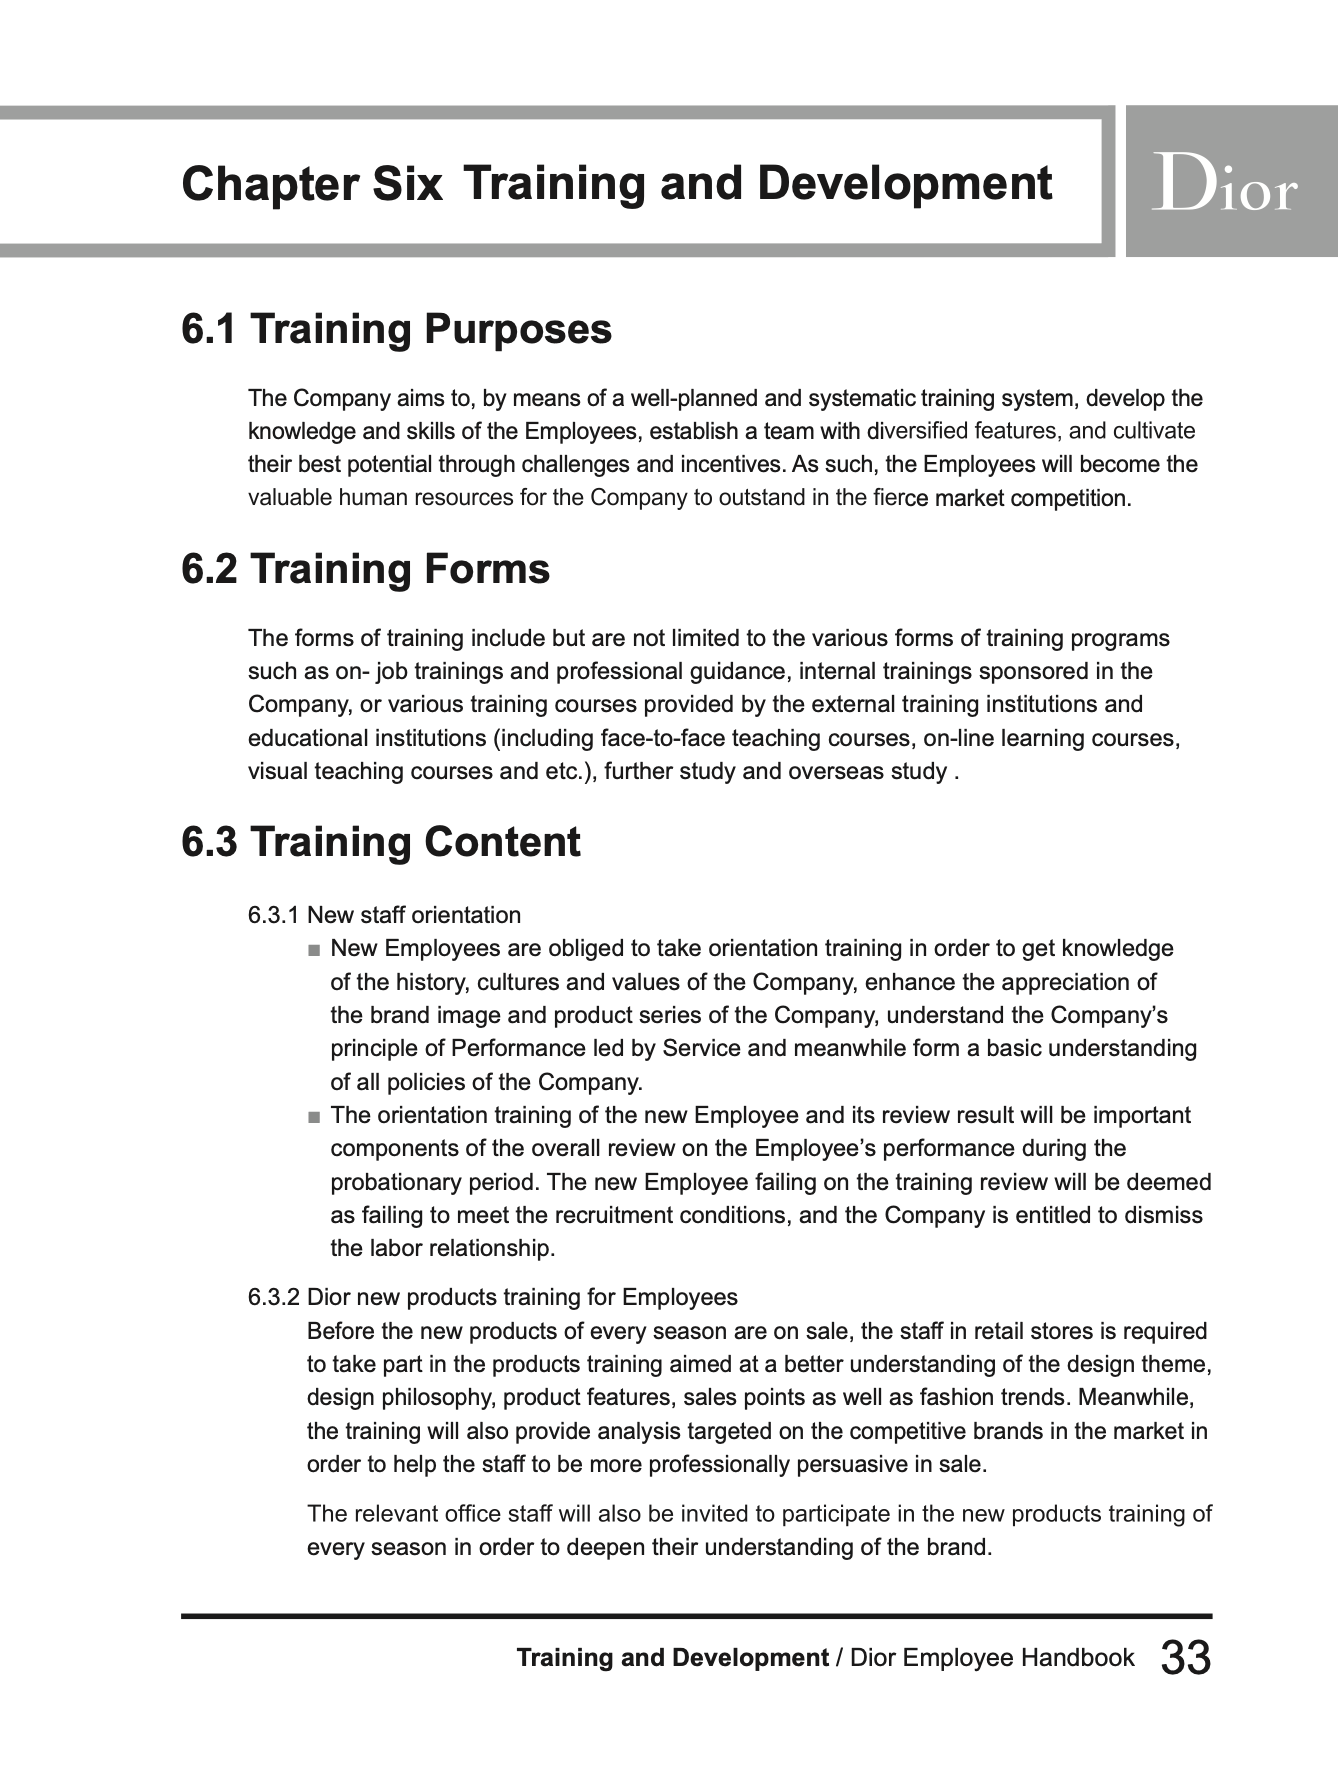 Chapter Six Training and Development
Dior
6.1 Training Purposes
The Company aims to, by means of a well-planned and systematic training system, develop the
knowledge and skills of the Employees, establish a team with diversified features, and cultivate
their best potential through challenges and incentives. As such, the Employees will become the
valuable human resources for the Company to outstand in the fierce market competition.
6.2 Training Forms
The forms of training include but are not limited to the various forms of training programs
such as on- job trainings and professional guidance, internal trainings sponsored in the
Company, or various training courses provided by the external training institutions and
educational institutions (including face-to-face teaching courses, on-line learning courses,
visual teaching courses and etc.), further study and overseas study .
6.3 Training Content
6.3.1 New staff orientation
■ New Employees are obliged to take orientation training in order to get knowledge
of the history, cultures and values of the Company, enhance the appreciation of
the brand image and product series of the Company, understand the Company’s
principle of Performance led by Service and meanwhile form a basic understanding
of all policies of the Company.
■ The orientation training of the new Employee and its review result will be important
components of the overall review on the Employee’s performance during the
probationary period. The new Employee failing on the training review will be deemed
as failing to meet the recruitment conditions, and the Company is entitled to dismiss
the labor relationship.
6.3.2 Dior new products training for Employees
Before the new products of every season are on sale, the staff in retail stores is required
to take part in the products training aimed at a better understanding of the design theme,
design philosophy, product features, sales points as well as fashion trends. Meanwhile,
the training will also provide analysis targeted on the competitive brands in the market in
order to help the staff to be more professionally persuasive in sale.
The relevant office staff will also be invited to participate in the new products training of
every season in order to deepen their understanding of the brand.
Training and Development / Dior Employee Handbook 33